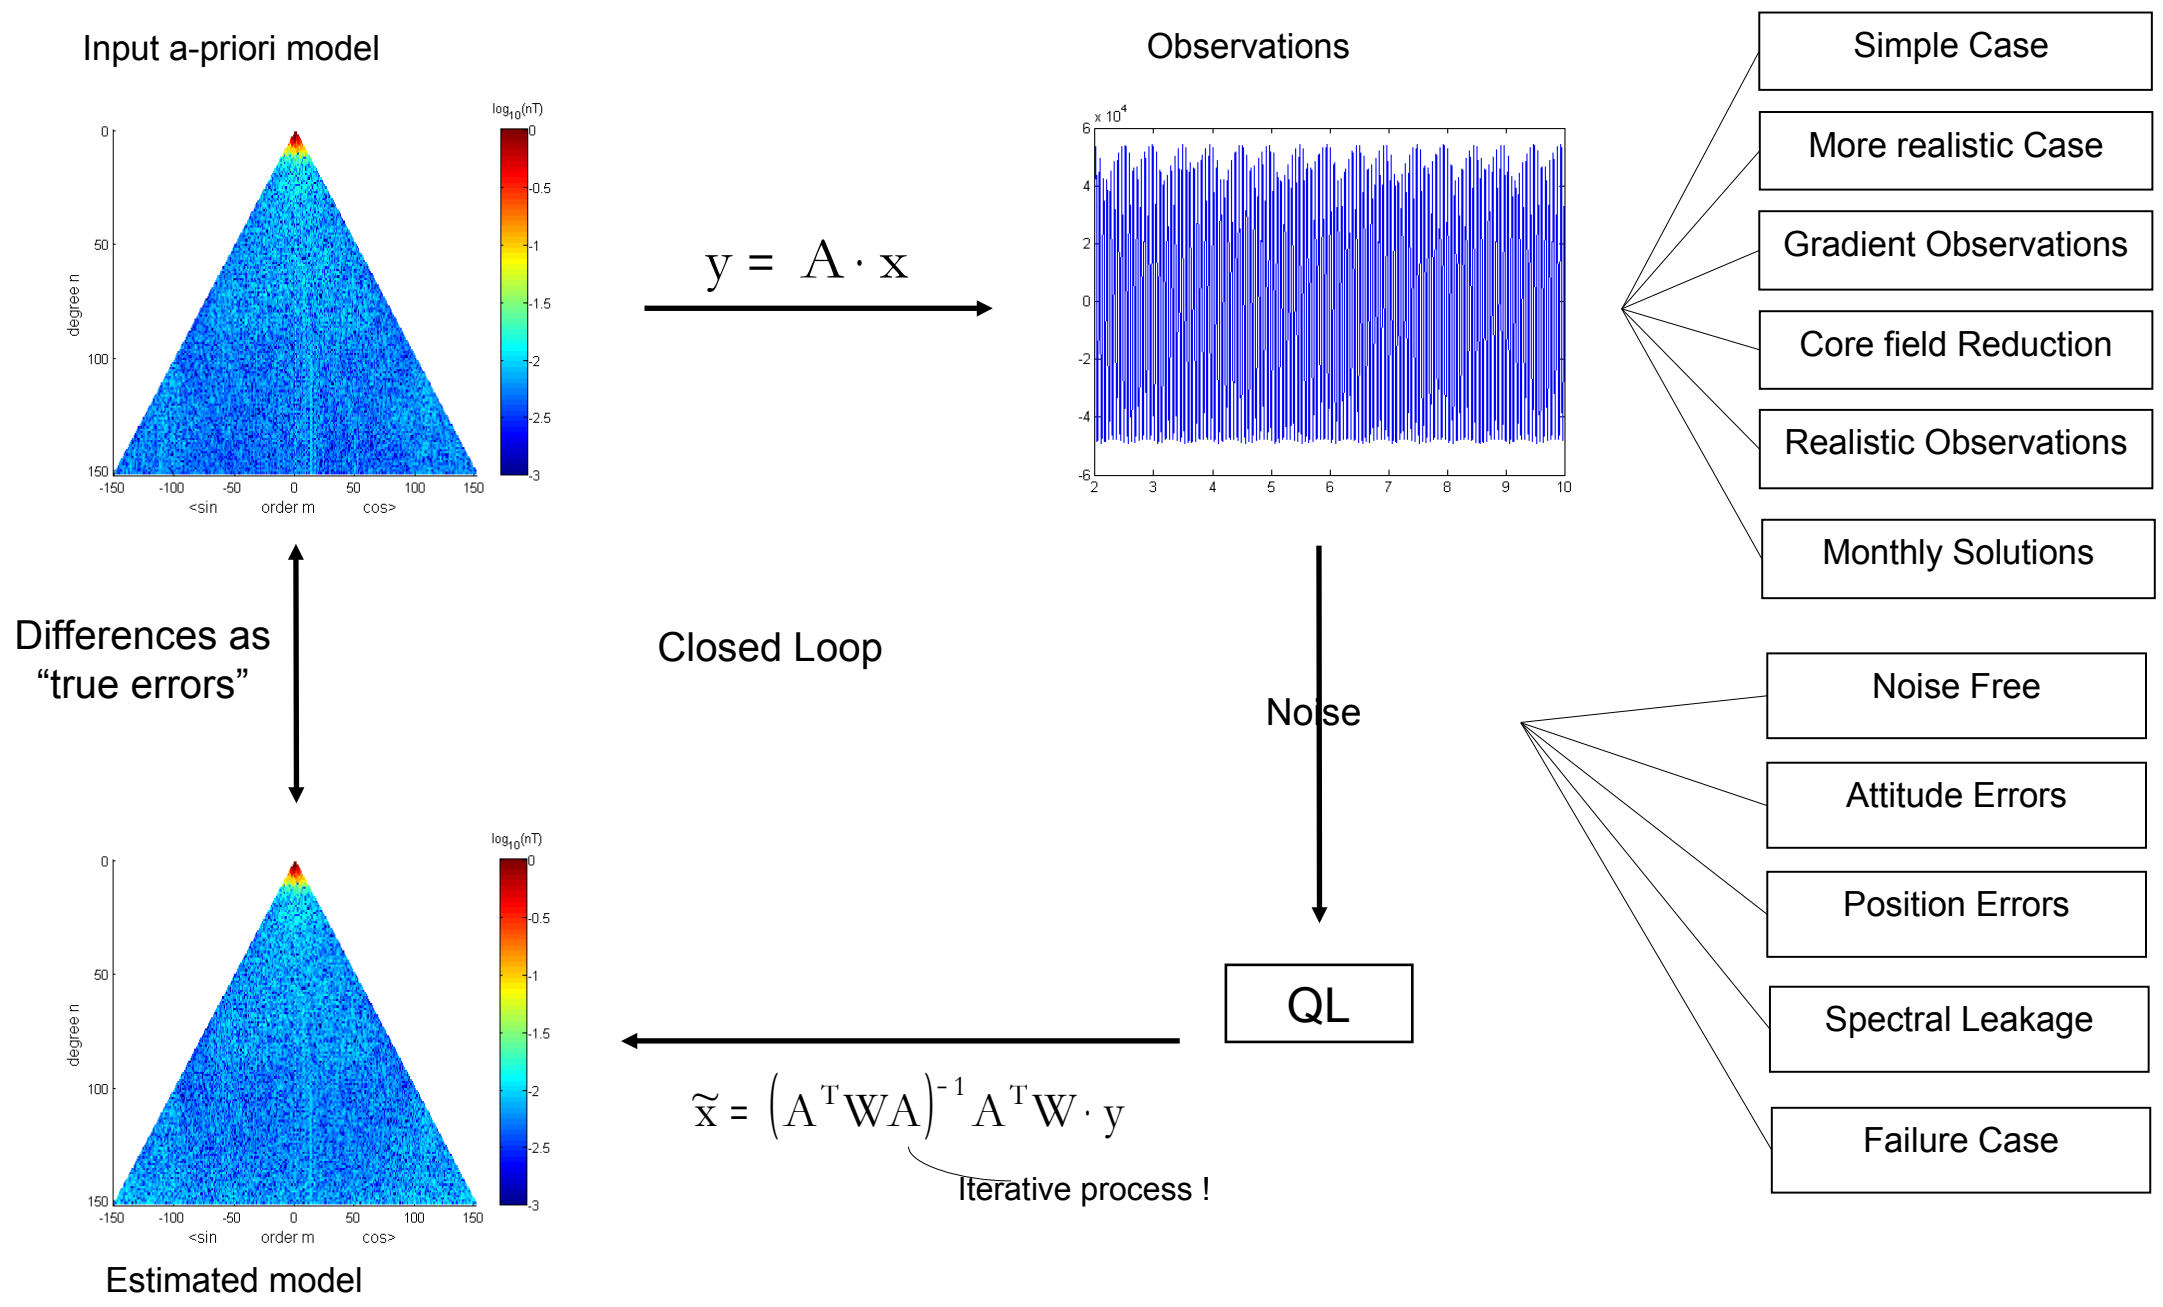 Input a-priori model
Observations
Simple Case
More realistic Case
Gradient Observations
Core field Reduction
Realistic Observations
Monthly Solutions
log10(nT)
0
50
100
150
degree n
-150 -100 -50 0 50 100 150
<sin order m cos>
0
-0.5
-1
-1.5
-2
-2.5
-3
y = A · x
x 10^4
6
4
2
0
-2
-4
-6
2 3 4 5 6 7 8 9 10
Differences as
“true errors”
Closed Loop
Noise
Noise Free
Attitude Errors
Position Errors
Spectral Leakage
Failure Case
QL
x̃ = (A^T WA)^-1 A^T W · y
Iterative process !
log10(nT)
0
50
100
150
degree n
-150 -100 -50 0 50 100 150
<sin order m cos>
0
-0.5
-1
-1.5
-2
-2.5
-3
Estimated model